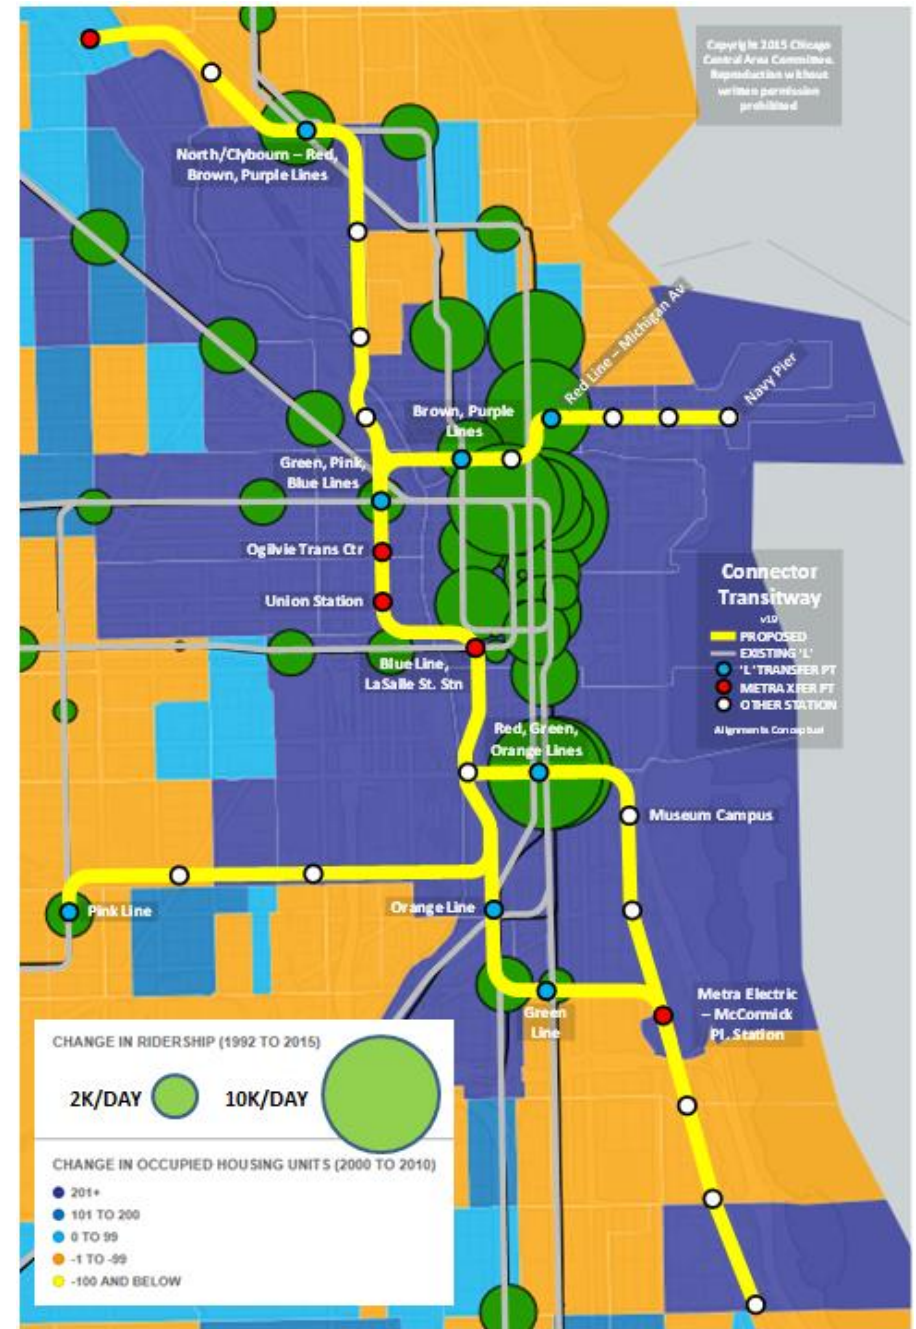 Copyright 2015 Chicago
Central Area Committee.
Reproduction without
written permission
prohibited
North/Clybourn – Red,
Brown, Purple Lines
Red Line – Michigan Av
Navy Pier
Brown, Purple
Lines
Green, Pink,
Blue Lines
Ogilvie Trans Ctr
Union Station
Connector
Transitway
v19
PROPOSED
EXISTING 'L'
'L' TRANSFER PT
METRA XFER PT
OTHER STATION
Alignments Conceptual
Blue Line,
LaSalle St. Stn
Red, Green,
Orange Lines
Museum Campus
Pink Line
Orange Line
Green
Line
Metra Electric
– McCormick
Pl. Station
CHANGE IN RIDERSHIP (1992 TO 2015)
2K/DAY 10K/DAY
CHANGE IN OCCUPIED HOUSING UNITS (2000 TO 2010)
201+
101 TO 200
0 TO 99
-1 TO -99
-100 AND BELOW